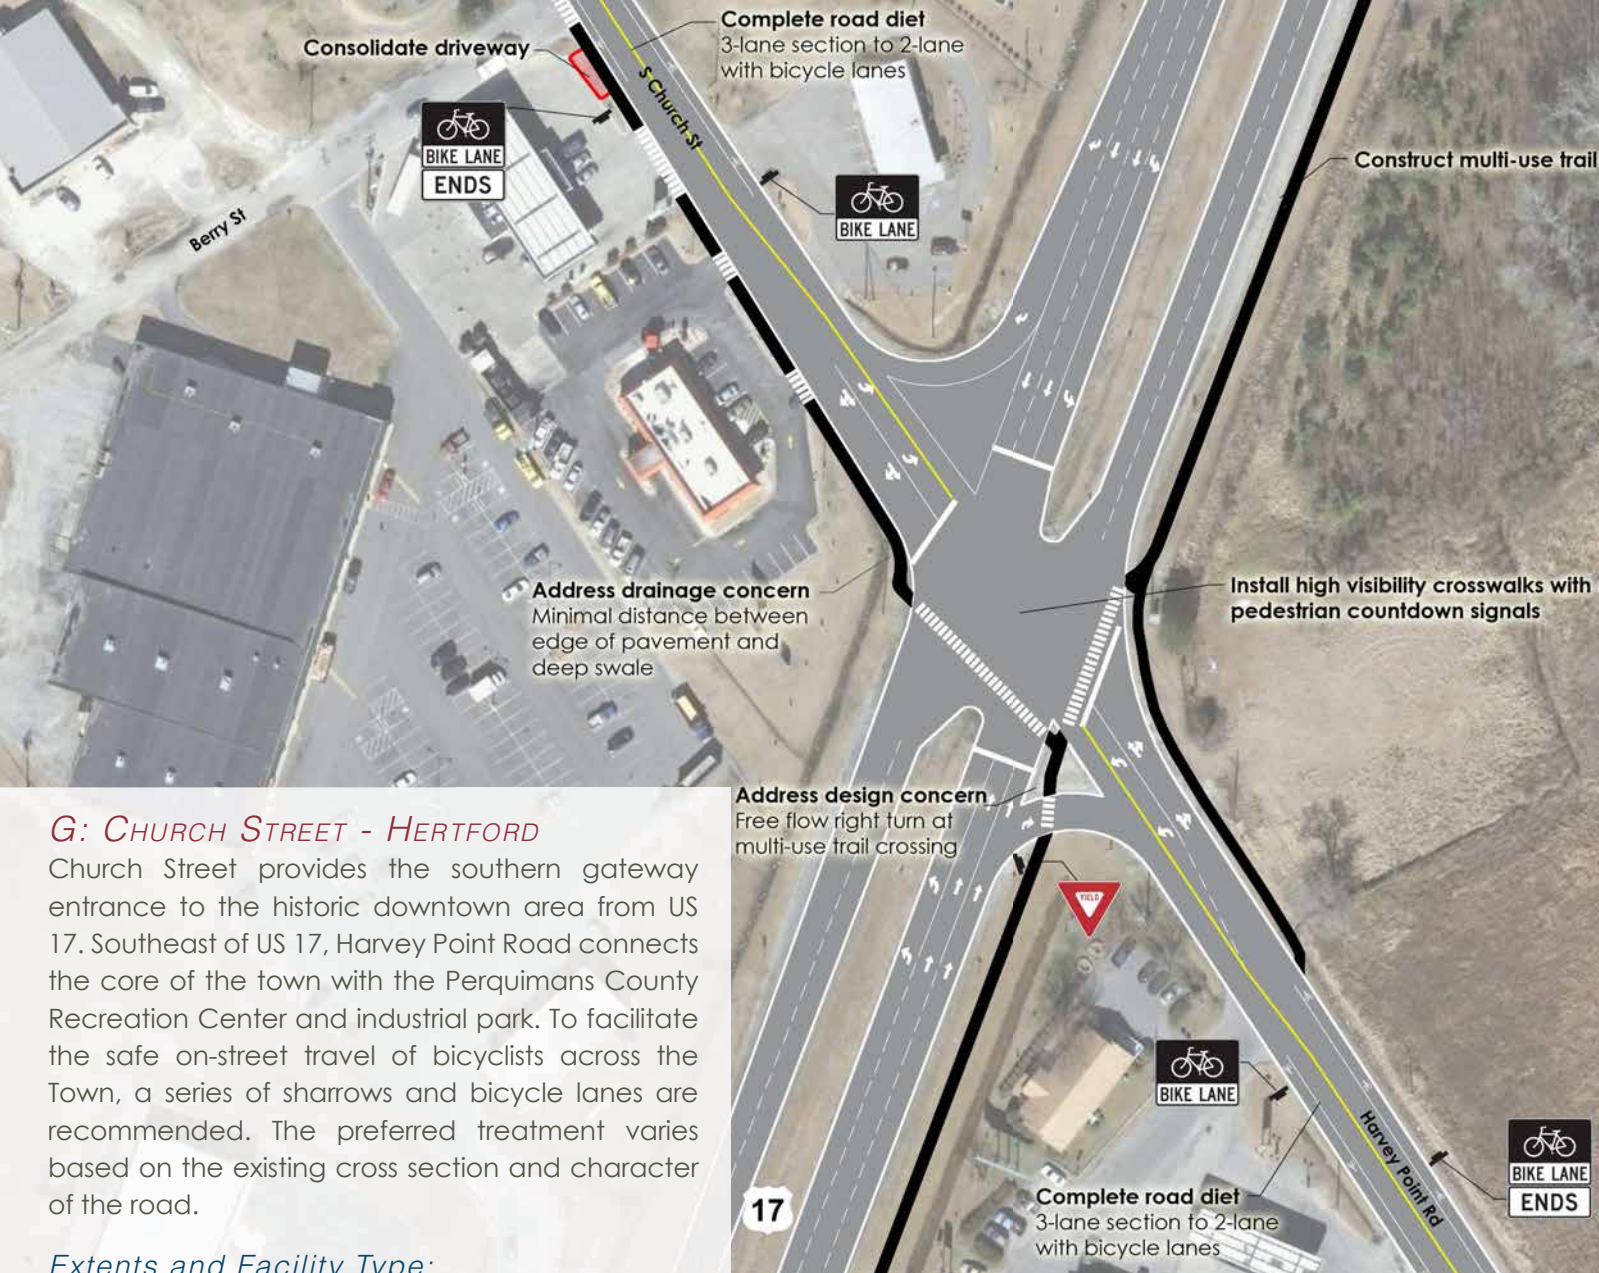 Complete road diet
3-lane section to 2-lane
with bicycle lanes
Consolidate driveway
S Church St
BIKE LANE
ENDS
BIKE LANE
Construct multi-use trail
Berry St
Address drainage concern
Minimal distance between
edge of pavement and
deep swale
Install high visibility crosswalks with
pedestrian countdown signals
Address design concern
Free flow right turn at
multi-use trail crossing
YIELD
G: CHURCH STREET - HERTFORD
Church Street provides the southern gateway
entrance to the historic downtown area from US
17. Southeast of US 17, Harvey Point Road connects
the core of the town with the Perquimans County
Recreation Center and industrial park. To facilitate
the safe on-street travel of bicyclists across the
Town, a series of sharrows and bicycle lanes are
recommended. The preferred treatment varies
based on the existing cross section and character
of the road.
Extents and Facility Type:
17
BIKE LANE
Harvey Point Rd
BIKE LANE
ENDS
Complete road diet
3-lane section to 2-lane
with bicycle lanes